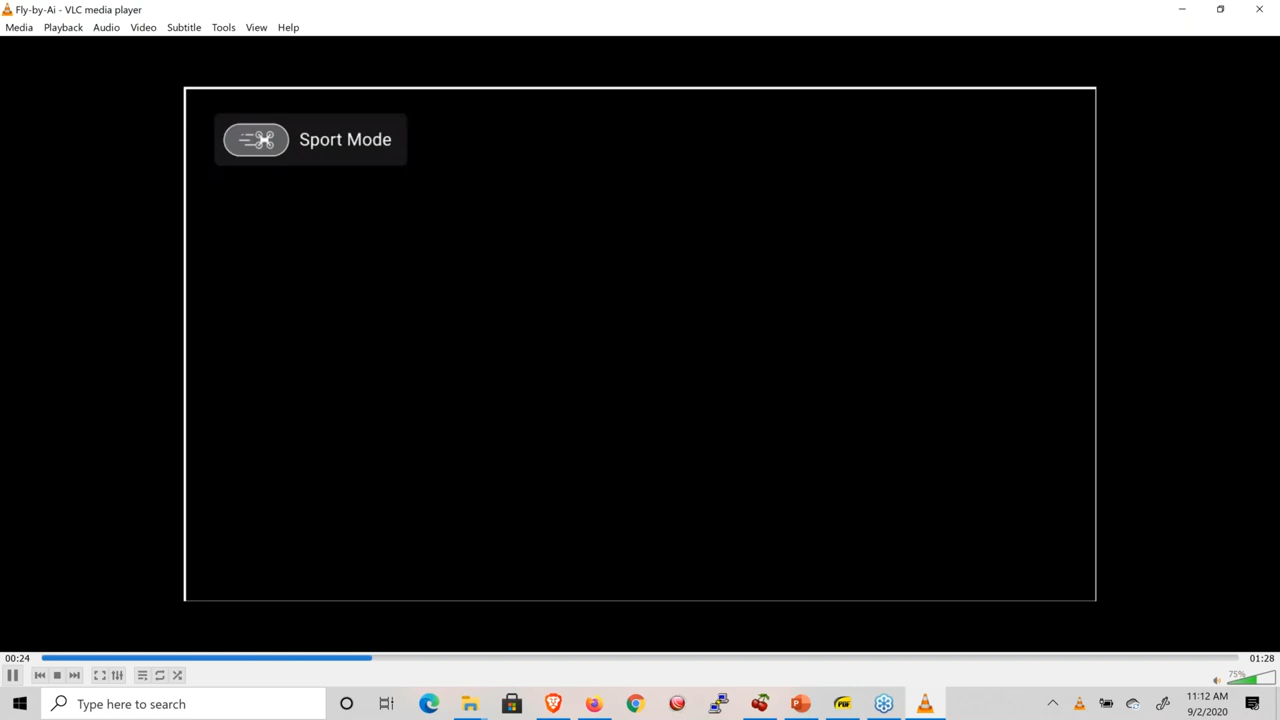 Fly-by-Ai - VLC media player
Media Playback Audio Video Subtitle Tools View Help
Sport Mode
00:24
01:28
75%
Type here to search
PDF
11:12 AM
9/2/2020